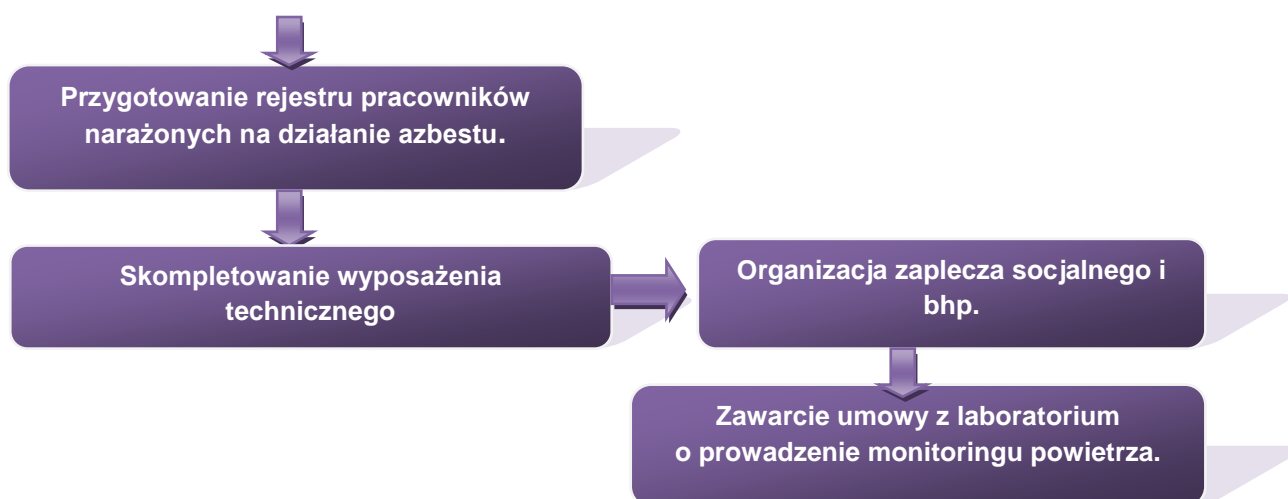 Przygotowanie rejestru pracowników
narażonych na działanie azbestu.
Skompletowanie wyposażenia
technicznego
Organizacja zaplecza socjalnego i
bhp.
Zawarcie umowy z laboratorium
o prowadzenie monitoringu powietrza.